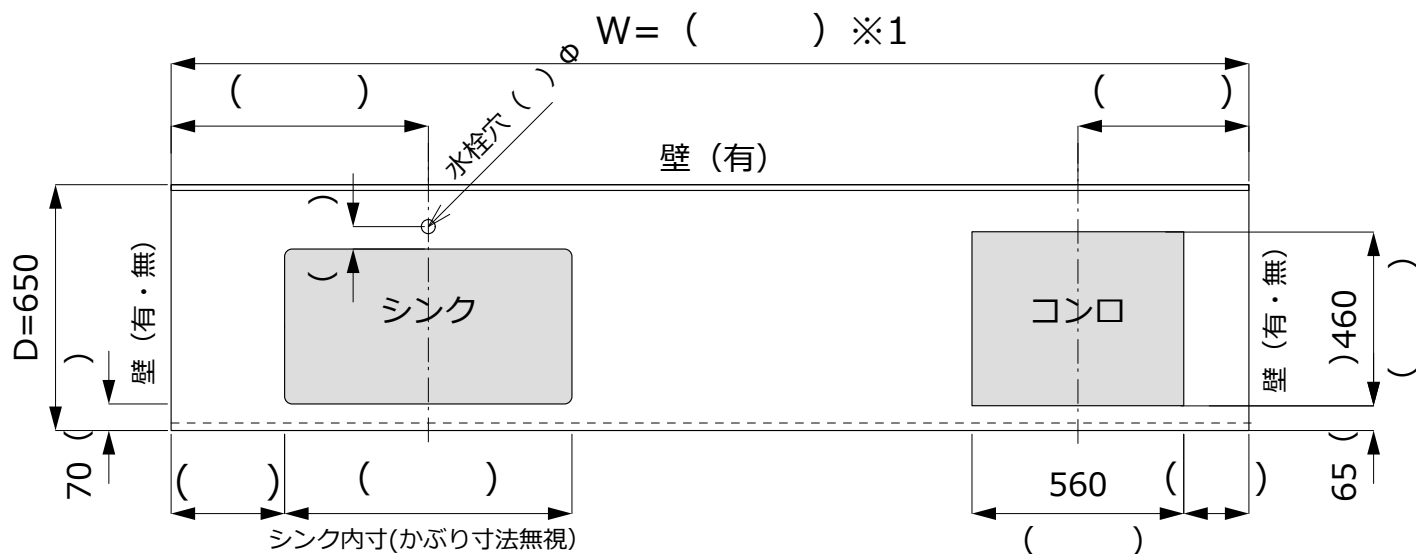 W=（　　　）※1
（　　　）
水栓穴（　）Φ
（　　　）
壁（有）
D=650
壁（有・無）
（　　）
シンク
コンロ
壁（有・無）
460
（　　　）
70（　　）
（　　）
（　　　）
560
（　　）
65（　　）
シンク内寸(かぶり寸法無視）
（　　　）